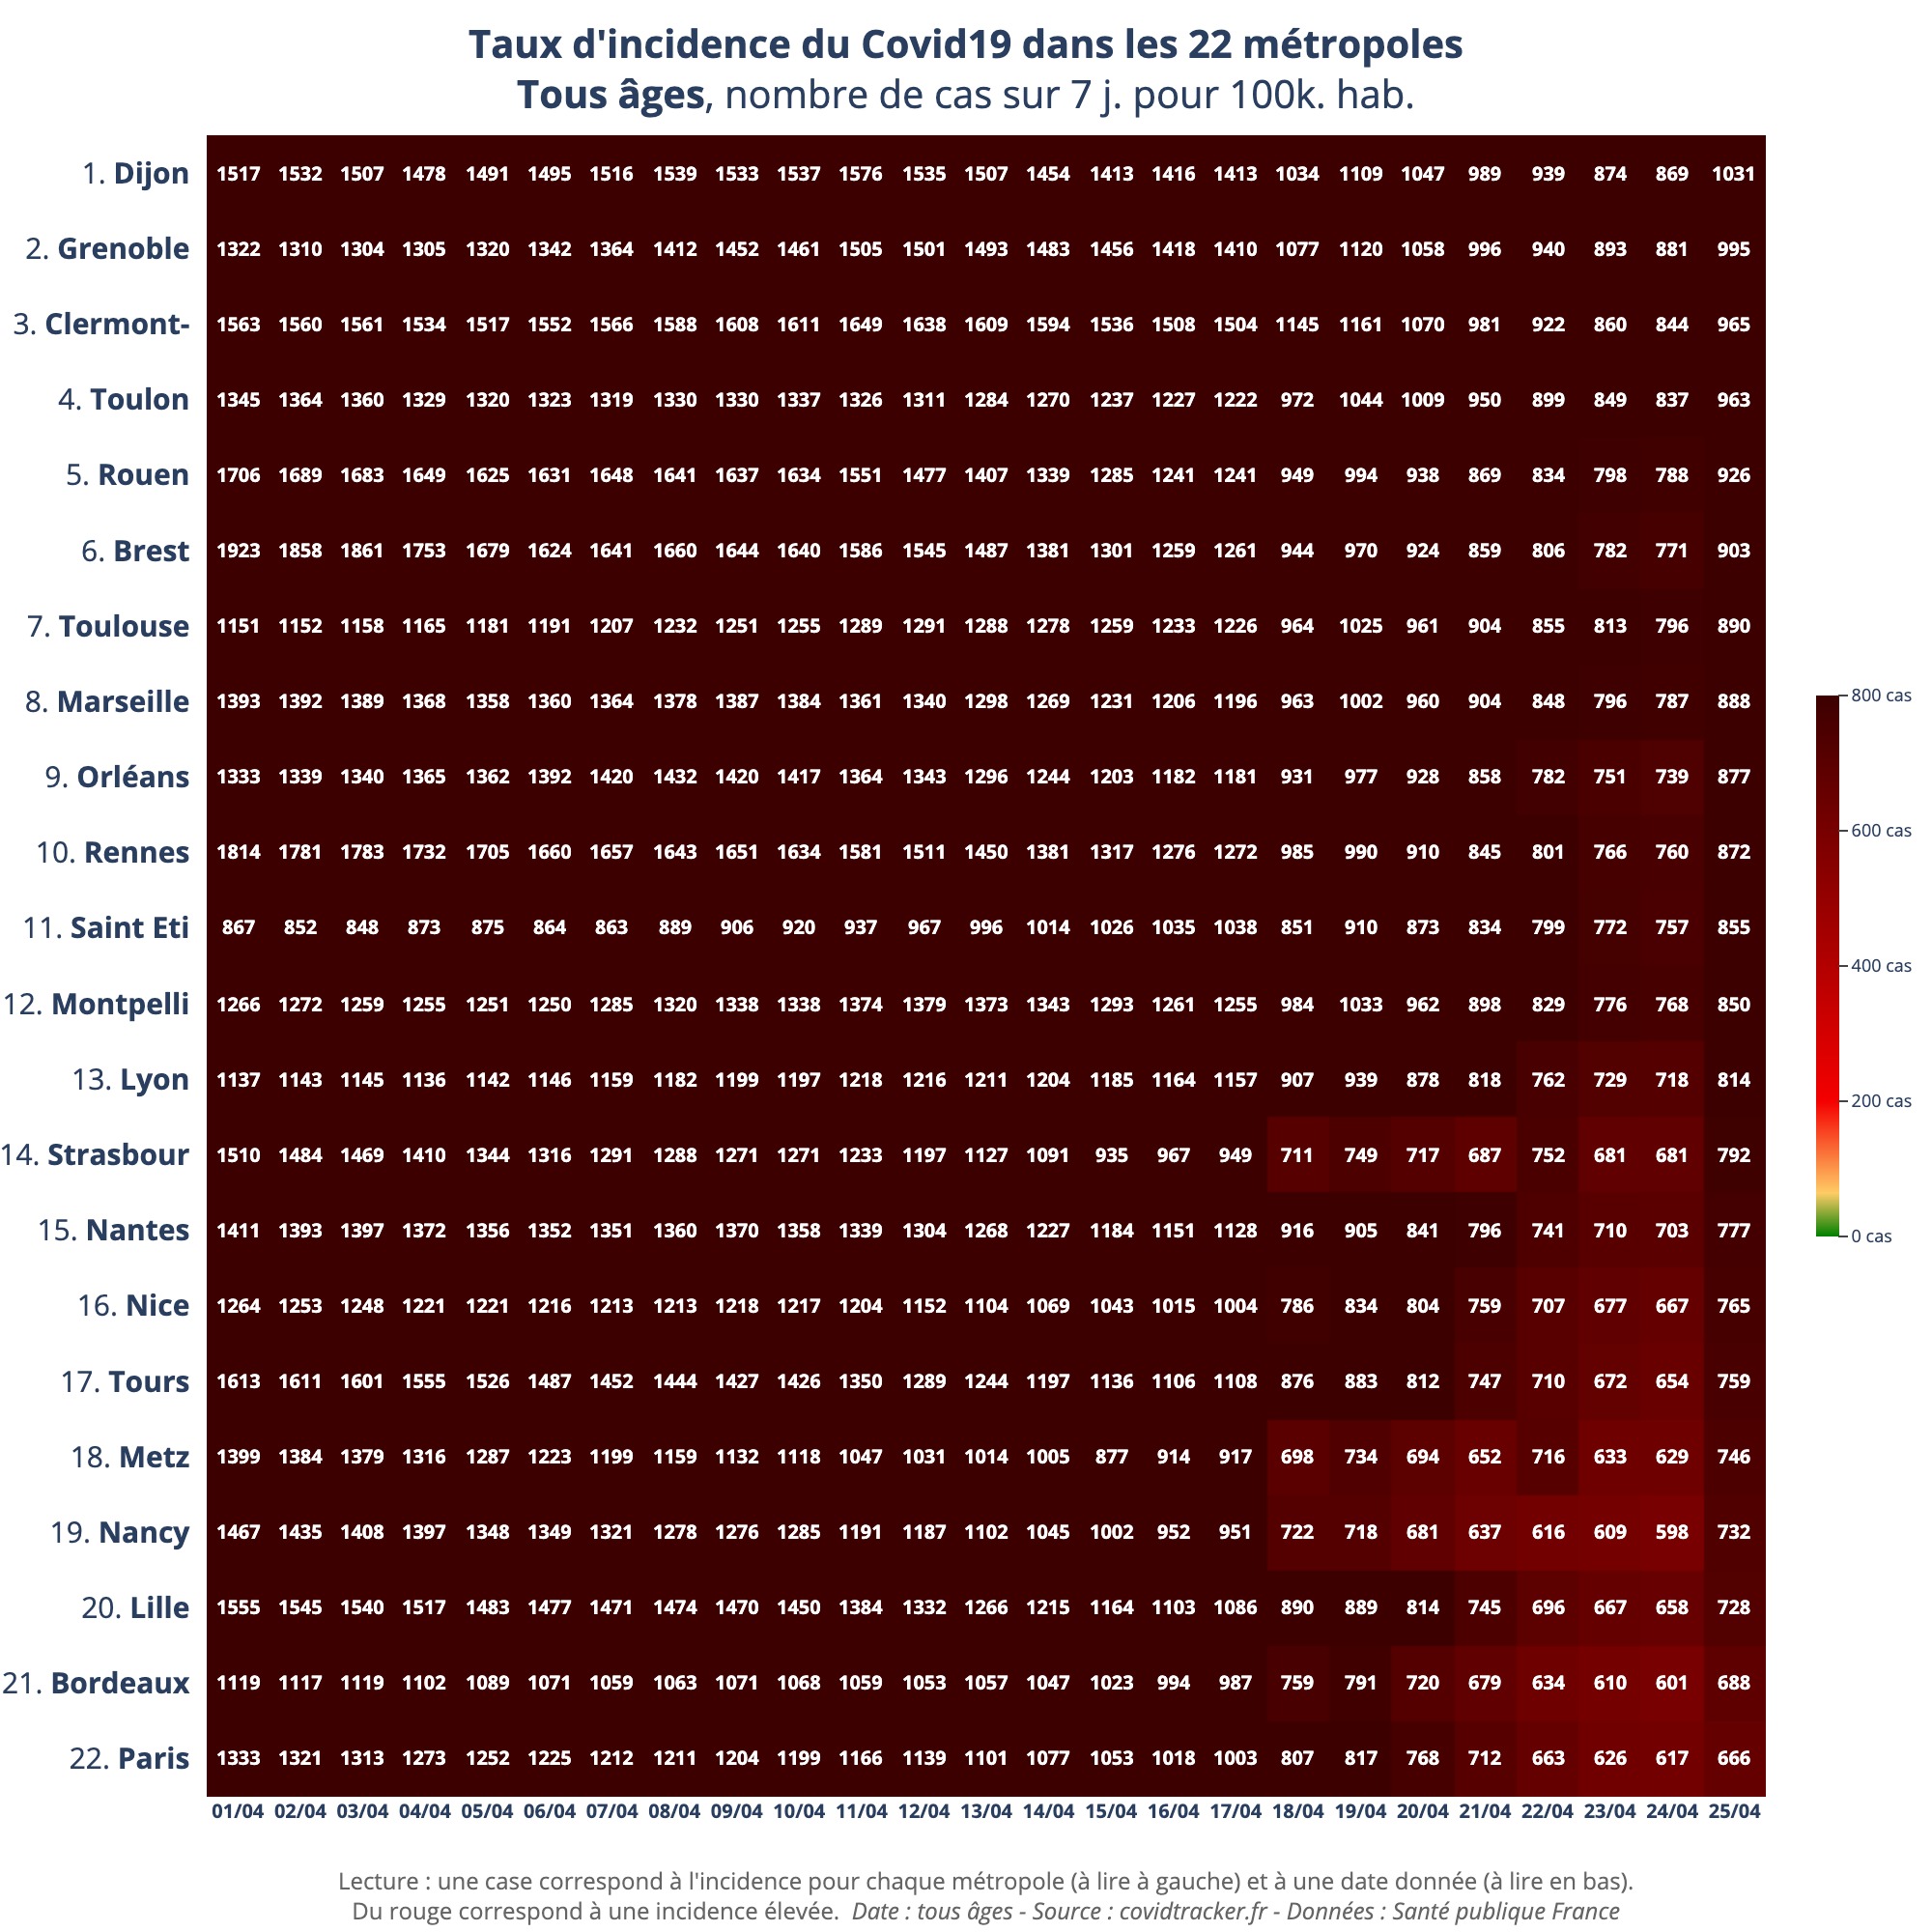 Taux d'incidence du Covid19 dans les 22 métropoles
Tous âges, nombre de cas sur 7 j. pour 100k. hab.
1. Dijon 1517 1532 1507 1478 1491 1495 1516 1539 1533 1537 1576 1535 1507 1454 1413 1416 1413 1034 1109 1047 989 939 874 869 1031
2. Grenoble 1322 1310 1304 1305 1320 1342 1364 1412 1452 1461 1505 1501 1493 1483 1456 1418 1410 1077 1120 1058 996 940 893 881 995
3. Clermont- 1563 1560 1561 1534 1517 1552 1566 1588 1608 1611 1649 1638 1609 1594 1536 1508 1504 1145 1161 1070 981 922 860 844 965
4. Toulon 1345 1364 1360 1329 1320 1323 1319 1330 1330 1337 1326 1311 1284 1270 1237 1227 1222 972 1044 1009 950 899 849 837 963
5. Rouen 1706 1689 1683 1649 1625 1631 1648 1641 1637 1634 1551 1477 1407 1339 1285 1241 1241 949 994 938 869 834 798 788 926
6. Brest 1923 1858 1861 1753 1679 1624 1641 1660 1644 1640 1586 1545 1487 1381 1301 1259 1261 944 970 924 859 806 782 771 903
7. Toulouse 1151 1152 1158 1165 1181 1191 1207 1232 1251 1255 1289 1291 1288 1278 1259 1233 1226 964 1025 961 904 855 813 796 890
8. Marseille 1393 1392 1389 1368 1358 1360 1364 1378 1387 1384 1361 1340 1298 1269 1231 1206 1196 963 1002 960 904 848 796 787 888
9. Orléans 1333 1339 1340 1365 1362 1392 1420 1432 1420 1417 1364 1343 1296 1244 1203 1182 1181 931 977 928 858 782 751 739 877
10. Rennes 1814 1781 1783 1732 1705 1660 1657 1643 1651 1634 1581 1511 1450 1381 1317 1276 1272 985 990 910 845 801 766 760 872
11. Saint Eti 867 852 848 873 875 864 863 889 906 920 937 967 996 1014 1026 1035 1038 851 910 873 834 799 772 757 855
12. Montpelli 1266 1272 1259 1255 1251 1250 1285 1320 1338 1338 1374 1379 1373 1343 1293 1261 1255 984 1033 962 898 829 776 768 850
13. Lyon 1137 1143 1145 1136 1142 1146 1159 1182 1199 1197 1218 1216 1211 1204 1185 1164 1157 907 939 878 818 762 729 718 814
14. Strasbour 1510 1484 1469 1410 1344 1316 1291 1288 1271 1271 1233 1197 1127 1091 935 967 949 711 749 717 687 752 681 681 792
15. Nantes 1411 1393 1397 1372 1356 1352 1351 1360 1370 1358 1339 1304 1268 1227 1184 1151 1128 916 905 841 796 741 710 703 777
16. Nice 1264 1253 1248 1221 1221 1216 1213 1213 1218 1217 1204 1152 1104 1069 1043 1015 1004 786 834 804 759 707 677 667 765
17. Tours 1613 1611 1601 1555 1526 1487 1452 1444 1427 1426 1350 1289 1244 1197 1136 1106 1108 876 883 812 747 710 672 654 759
18. Metz 1399 1384 1379 1316 1287 1223 1199 1159 1132 1118 1047 1031 1014 1005 877 914 917 698 734 694 652 716 633 629 746
19. Nancy 1467 1435 1408 1397 1348 1349 1321 1278 1276 1285 1191 1187 1102 1045 1002 952 951 722 718 681 637 616 609 598 732
20. Lille 1555 1545 1540 1517 1483 1477 1471 1474 1470 1450 1384 1332 1266 1215 1164 1103 1086 890 889 814 745 696 667 658 728
21. Bordeaux 1119 1117 1119 1102 1089 1071 1059 1063 1071 1068 1059 1053 1057 1047 1023 994 987 759 791 720 679 634 610 601 688
22. Paris 1333 1321 1313 1273 1252 1225 1212 1211 1204 1199 1166 1139 1101 1077 1053 1018 1003 807 817 768 712 663 626 617 666
01/04 02/04 03/04 04/04 05/04 06/04 07/04 08/04 09/04 10/04 11/04 12/04 13/04 14/04 15/04 16/04 17/04 18/04 19/04 20/04 21/04 22/04 23/04 24/04 25/04
800 cas
600 cas
400 cas
200 cas
0 cas
Lecture : une case correspond à l'incidence pour chaque métropole (à lire à gauche) et à une date donnée (à lire en bas).
Du rouge correspond à une incidence élevée. Date : tous âges - Source : covidtracker.fr - Données : Santé publique France